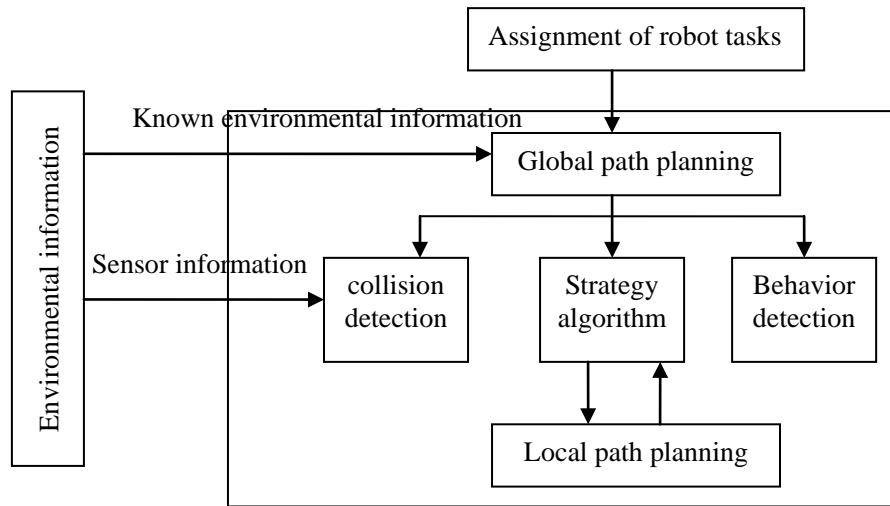 Assignment of robot tasks
Known environmental information
Global path planning
Environmental information
Sensor information
collision
detection
Strategy
algorithm
Behavior
detection
Local path planning